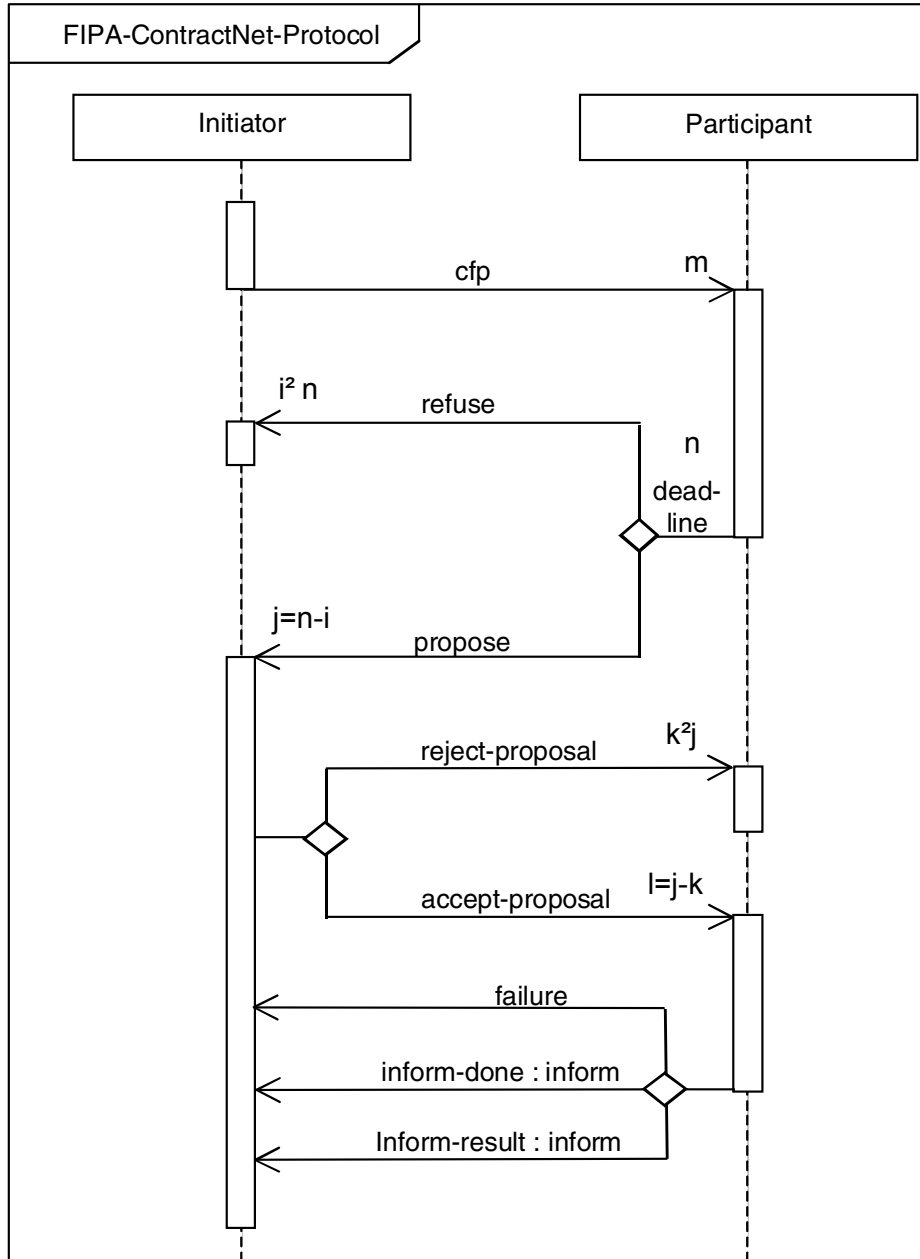 FIPA-ContractNet-Protocol
Initiator
Participant
cfp
m
i² n
refuse
n
dead-
line
j=n-i
propose
reject-proposal
k²j
accept-proposal
l=j-k
failure
inform-done : inform
Inform-result : inform